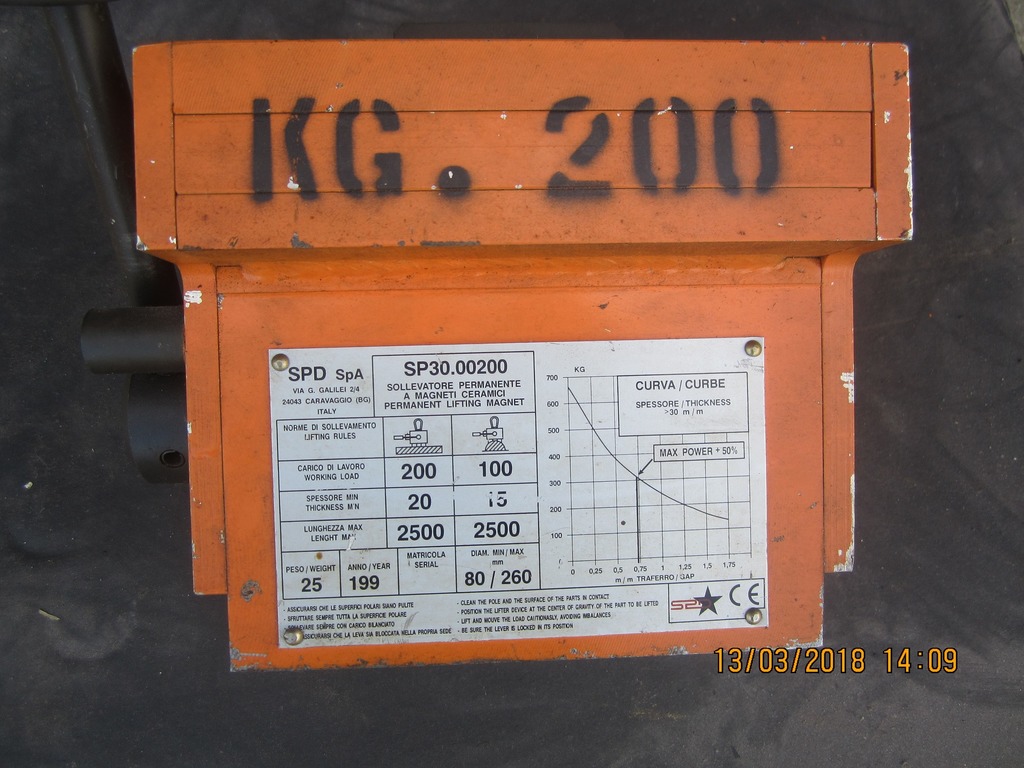 KG. 200
SPD SpA
VIA G. GALILEI 2/4
24043 CARAVAGGIO (BG)
ITALY
SP30.00200
SOLLEVATORE PERMANENTE
A MAGNETI CERAMICI
PERMANENT LIFTING MAGNET
NORME DI SOLLEVAMENTO
LIFTING RULES
CARICO DI LAVORO
WORKING LOAD
200
100
SPESSORE MIN
THICKNESS M'N
20
15
LUNGHEZZA MAX
LENGHT MAX
2500
2500
PESO/WEIGHT
25
ANNO/YEAR
199
MATRICOLA
SERIAL
DIAM. MIN/MAX
mm
80 / 260
- ASSICURARSI CHE LE SUPERFICI POLARI SIANO PULITE
- SFRUTTARE SEMPRE TUTTA LA SUPERFICIE POLARE
SEMPRE CON CARICO BILANCIATO
ASSICURARSI CHE LA LEVA SIA BLOCCATA NELLA PROPRIA SEDE
- CLEAN THE POLE AND THE SURFACE OF THE PARTS IN CONTACT
- POSITION THE LIFTER DEVICE AT THE CENTER OF GRAVITY OF THE PART TO BE LIFTED
- LIFT AND MOUVE THE LOAD CAUTIONAUSLY, AVOIDING IMBALANCES
- BE SURE THE LEVER IS LOCKED IN ITS POSITION
KG
700
600
500
400
300
200
100
0 0,25 0,5 0,75 1 1,25 1,5 1,75
m/m TRAFERRO/GAP
CURVA/CURBE
SPESSORE/THICKNESS
>30 m/m
MAX POWER +50%
SPD
CE
13/03/2018 14:09